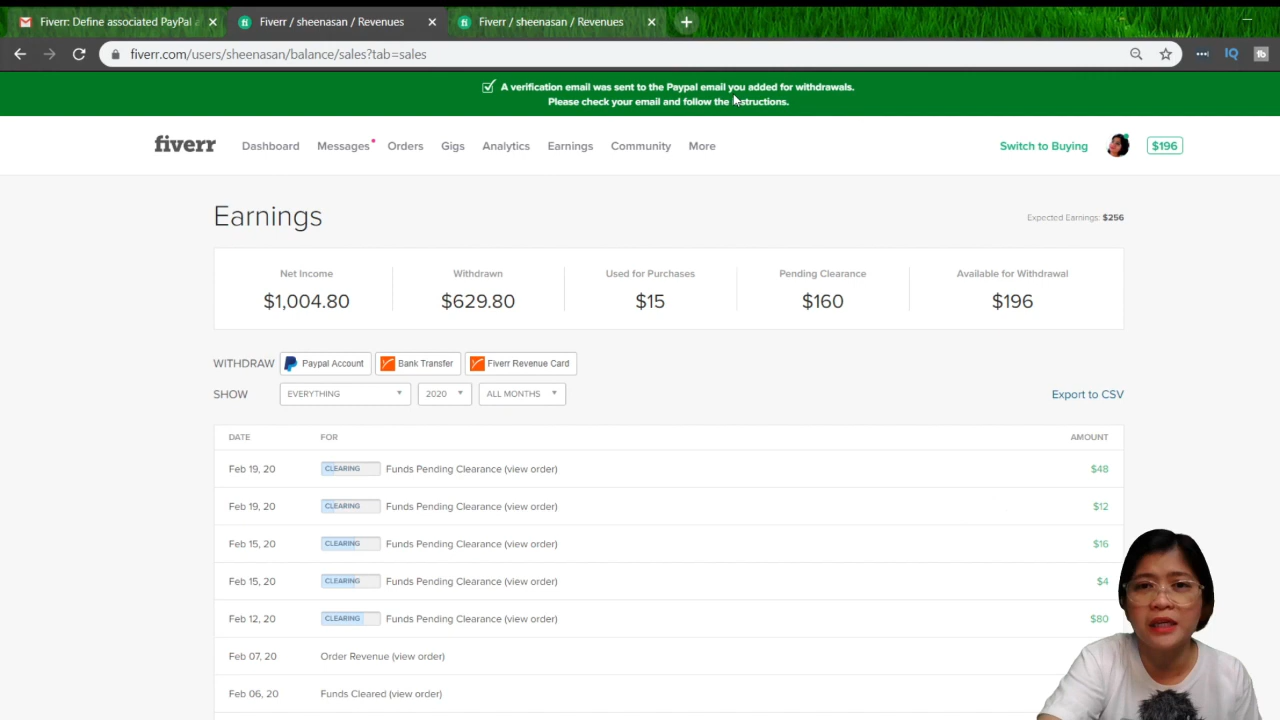 Fiverr: Define associated PayPal
Fiverr / sheenasan / Revenues
Fiverr / sheenasan / Revenues
fiverr.com/users/sheenasan/balance/sales?tab=sales
IQ
A verification email was sent to the Paypal email you added for withdrawals.
Please check your email and follow the instructions.
fiverr
Dashboard
Messages
Orders
Gigs
Analytics
Earnings
Community
More
Switch to Buying
$196
Earnings
Expected Earnings: $256
Net Income
Withdrawn
Used for Purchases
Pending Clearance
Available for Withdrawal
$1,004.80
$629.80
$15
$160
$196
WITHDRAW
Paypal Account
Bank Transfer
Fiverr Revenue Card
SHOW
EVERYTHING
2020
ALL MONTHS
Export to CSV
DATE
FOR
AMOUNT
Feb 19, 20
CLEARING
Funds Pending Clearance (view order)
$48
Feb 19, 20
CLEARING
Funds Pending Clearance (view order)
$12
Feb 15, 20
CLEARING
Funds Pending Clearance (view order)
$16
Feb 15, 20
CLEARING
Funds Pending Clearance (view order)
$4
Feb 12, 20
CLEARING
Funds Pending Clearance (view order)
$80
Feb 07, 20
Order Revenue (view order)
Feb 06, 20
Funds Cleared (view order)